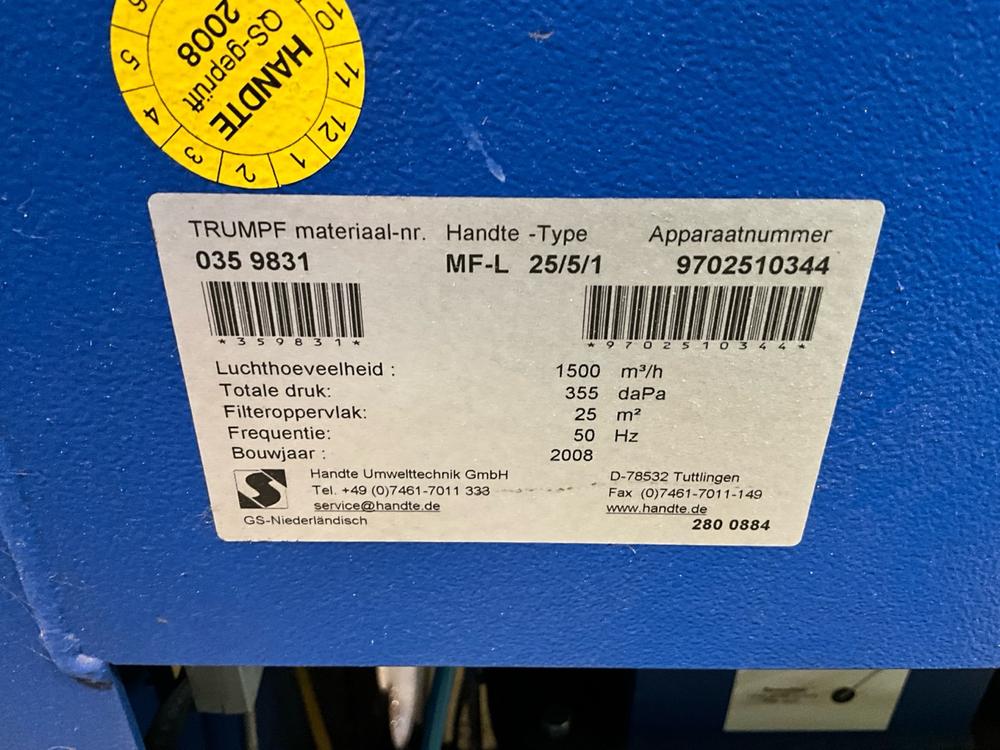 HANDTE
QS-geprüft
2008
10
11
12
1
2
3
4
5
6
TRUMPF materiaal-nr. Handte -Type Apparaatnummer
035 9831 MF-L 25/5/1 9702510344
*359831* *9702510344*
Luchthoeveelheid : 1500 m³/h
Totale druk: 355 daPa
Filteroppervlak: 25 m²
Frequentie: 50 Hz
Bouwjaar : 2008
Handte Umwelttechnik GmbH D-78532 Tuttlingen
Tel. +49 (0)7461-7011 333 Fax (0)7461-7011-149
service@handte.de www.handte.de
GS-Niederländisch 280 0884